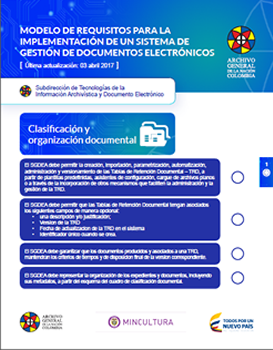 MODELO DE REQUISITOS PARA LA
IMPLEMENTACIÓN DE UN SISTEMA DE
GESTIÓN DE DOCUMENTOS ELECTRÓNICOS
[ Última actualización: 03 abril 2017 ]
ARCHIVO
GENERAL
DE LA NACIÓN
COLOMBIA
Subdirección de Tecnologías de la
Información Archivística y Documento Electrónico
Clasificación y
organización documental
1
El SGDEA debe permitir la creación, importación, parametrización, automatización,
administración y versionamiento de las Tablas de Retención Documental – TRD, a
partir de plantillas predefinidas, asistentes de configuración, cargue de archivos planos
o a través de la incorporación de otros mecanismos que faciliten la administración y la
gestión de la TRD.
El SGDEA debe permitir que las Tablas de Retención Documental tengan asociados
los siguientes campos de manera opcional:
- una descripción y/o justificación;
- Versión de la TRD
- Fecha de actualización de la TRD en el sistema
- Identificador único cuando se crea.
El SGDEA debe garantizar que los documentos producidos y asociados a una TRD,
mantendrán los criterios de tiempos y de disposición final de la versión correspondiente.
El SGDEA debe representar la organización de los expedientes y documentos, incluyendo
sus metadatos, a partir del esquema del cuadro de clasificación documental.
ARCHIVO
GENERAL
DE LA NACIÓN
COLOMBIA
MINCULTURA
TODOS POR UN
NUEVO PAÍS